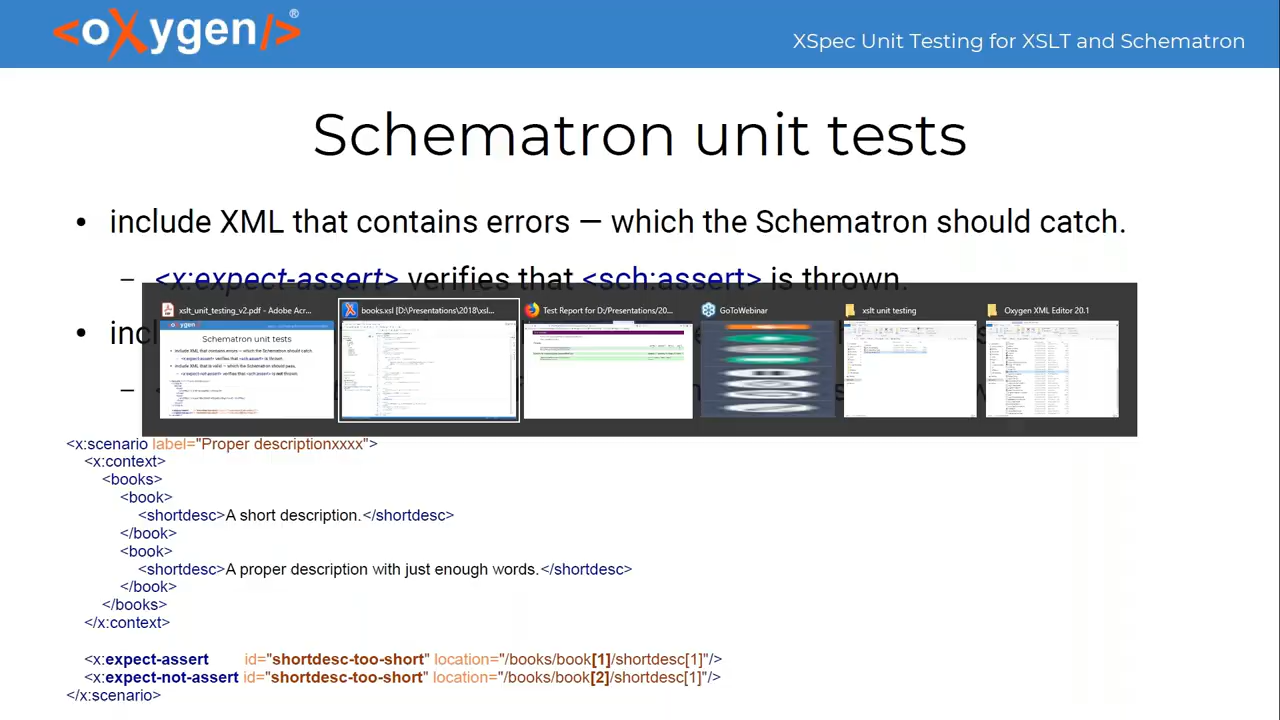 <oXygen/>®
XSpec Unit Testing for XSLT and Schematron
Schematron unit tests
• include XML that contains errors — which the Schematron should catch.
– <x:expect-assert> verifies that <sch:assert> is thrown.
xslt_unit_testing_v2.pdf - Adobe Acr...
books.xsl [D:\Presentations\2018\xsl...
Test Report for D:/Presentations/20...
GoToWebinar
xslt unit testing
Oxygen XML Editor 20.1
Schematron unit tests
• inc
<x:scenario label="Proper descriptionxxxx">
<x:context>
<books>
<book>
<shortdesc>A short description.</shortdesc>
</book>
<book>
<shortdesc>A proper description with just enough words.</shortdesc>
</book>
</books>
</x:context>
<x:expect-assert id="shortdesc-too-short" location="/books/book[1]/shortdesc[1]"/>
<x:expect-not-assert id="shortdesc-too-short" location="/books/book[2]/shortdesc[1]"/>
</x:scenario>